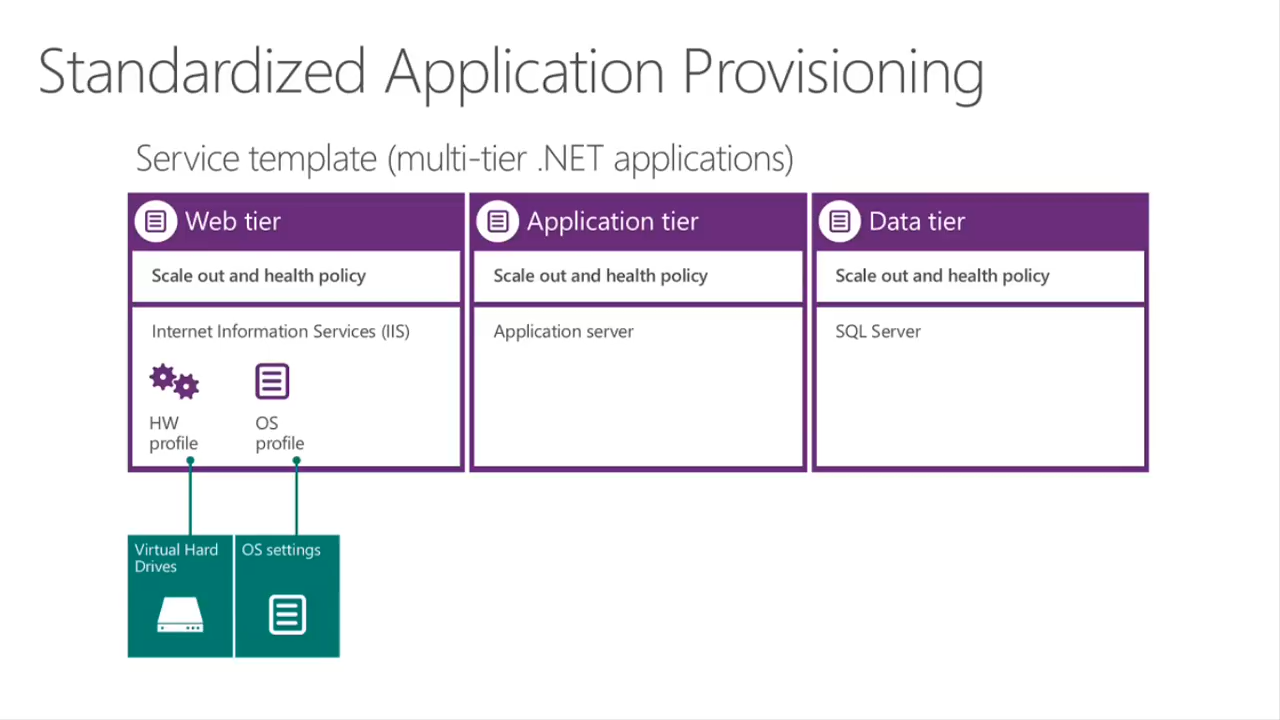 Standardized Application Provisioning
Service template (multi-tier .NET applications)
Web tier
Scale out and health policy
Internet Information Services (IIS)
HW
profile
OS
profile
Application tier
Scale out and health policy
Application server
Data tier
Scale out and health policy
SQL Server
Virtual Hard
Drives
OS settings